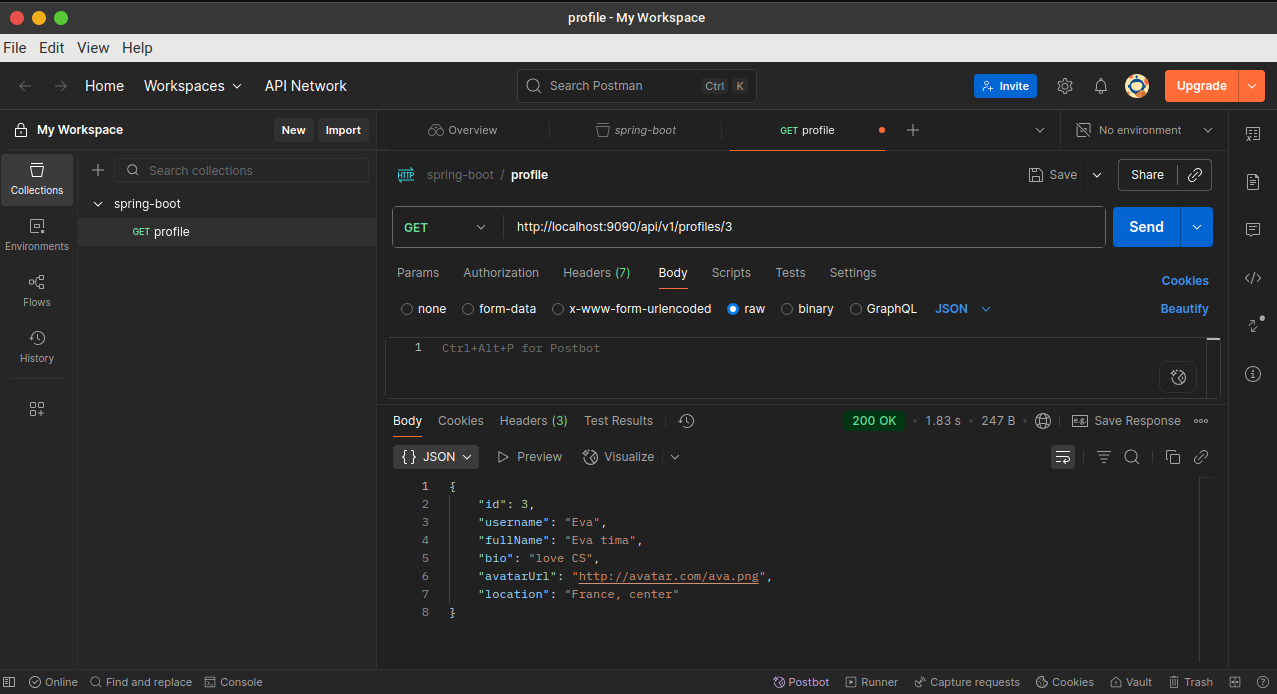 profile - My Workspace
File Edit View Help
Home Workspaces API Network Search Postman Ctrl K Invite Upgrade
My Workspace New Import Overview spring-boot GET profile No environment
Collections
Environments
Flows
History
Search collections
spring-boot
GET profile
HTTP spring-boot / profile Save Share
GET http://localhost:9090/api/v1/profiles/3 Send
Params Authorization Headers (7) Body Scripts Tests Settings Cookies
none form-data x-www-form-urlencoded raw binary GraphQL JSON Beautify
1 Ctrl+Alt+P for Postbot
Body Cookies Headers (3) Test Results 200 OK • 1.83 s • 247 B • e.g. Save Response
{} JSON Preview Visualize
1 {
2 "id": 3,
3 "username": "Eva",
4 "fullName": "Eva tima",
5 "bio": "love CS",
6 "avatarUrl": "http://avatar.com/ava.png",
7 "location": "France, center"
8 }
Online Find and replace Console Postbot Runner Capture requests Cookies Vault Trash